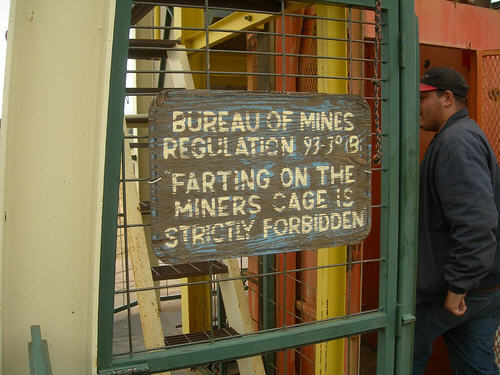 BUREAU OF MINES
REGULATION 93-3°(B)
"FARTING ON THE
MINERS CAGE IS
STRICTLY FORBIDDEN